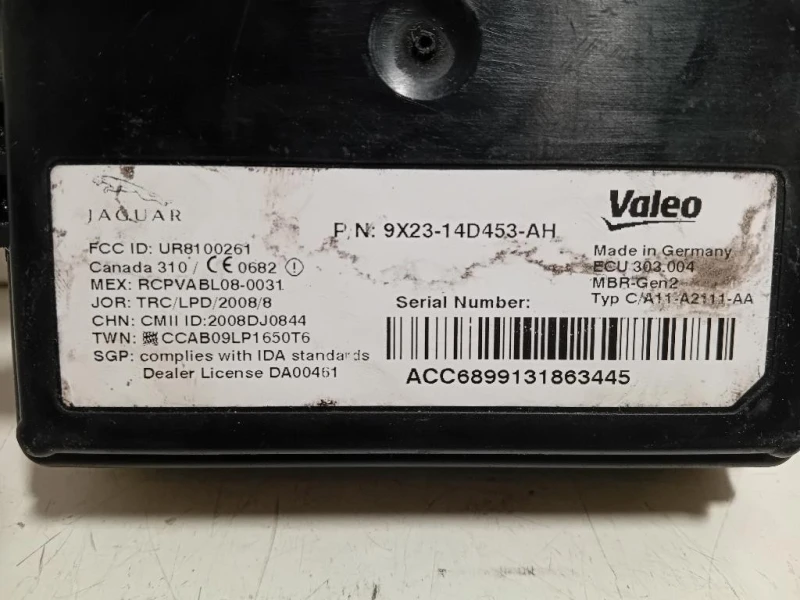 JAGUAR
P/N: 9X23-14D453-AH
Valeo
FCC ID: UR8100261
Canada 310 / CE 0682
MEX: RCPVABL08-0031
JOR: TRC/LPD/2008/8
CHN: CMII ID:2008DJ0844
TWN: CCAB09LP1650T6
SGP: complies with IDA standards
Dealer License DA00461
Made in Germany
ECU 303.004
MBR-Gen2
Typ C/A11-A2111-AA
Serial Number:
ACC6899131863445